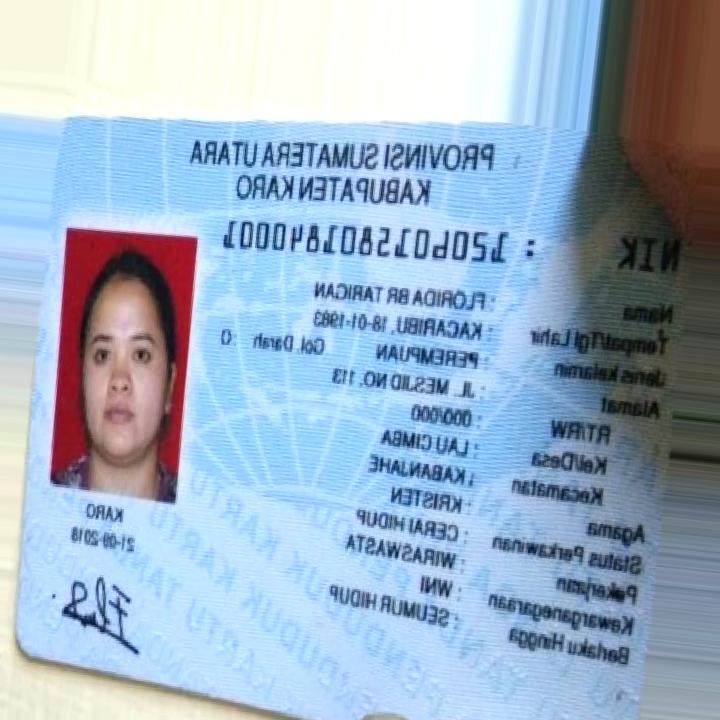 PROVINSI SUMATERA UTARA
KABUPATEN KARO
NIK : 1206015801840001
Nama : FLORIDA BR TARIGAN
Tempat/Tgl Lahir : KACARIBU, 18-01-1983
Jenis kelamin : PEREMPUAN Gol. Darah : O
Alamat : JL. MESJID NO. 113
RT/RW : 000/000
Kel/Desa : LAU CIMBA
Kecamatan : KABANJAHE
Agama : KRISTEN
Status Perkawinan : CERAI HIDUP
Pekerjaan : WIRASWASTA
Kewarganegaraan : WNI
Berlaku Hingga : SEUMUR HIDUP
KARO
21-09-2018